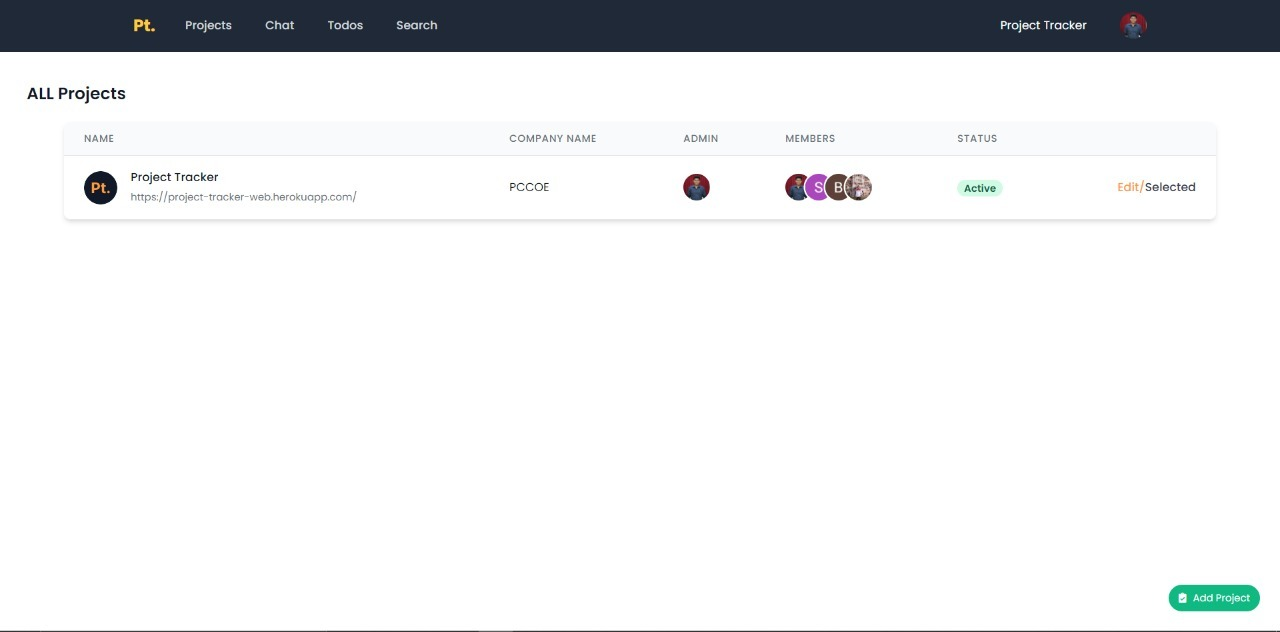 Pt. Projects Chat Todos Search Project Tracker
ALL Projects
NAME COMPANY NAME ADMIN MEMBERS STATUS
Pt. Project Tracker
https://project-tracker-web.herokuapp.com/
PCCOE S B Active Edit/Selected
Add Project